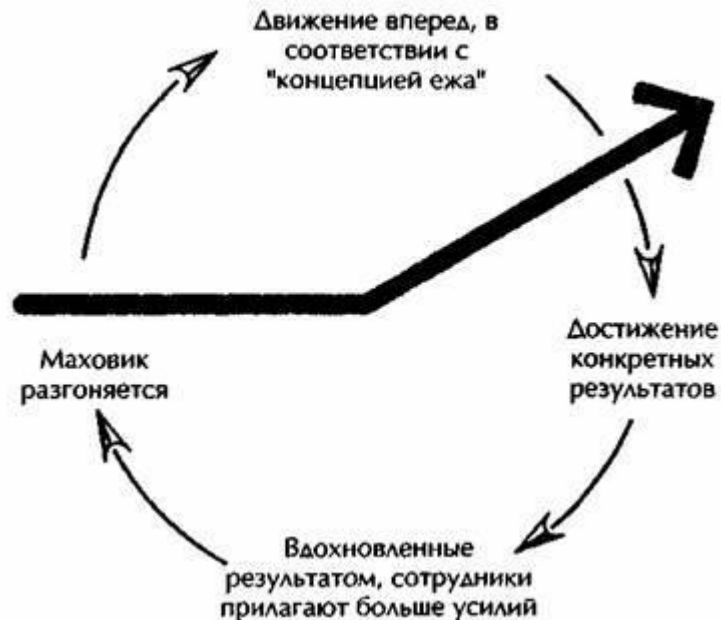 Движение вперед, в
соответствии с
"концепцией ежа"
Достижение
конкретных
результатов
Вдохновленные
результатом, сотрудники
прилагают больше усилий
Маховик
разгоняется